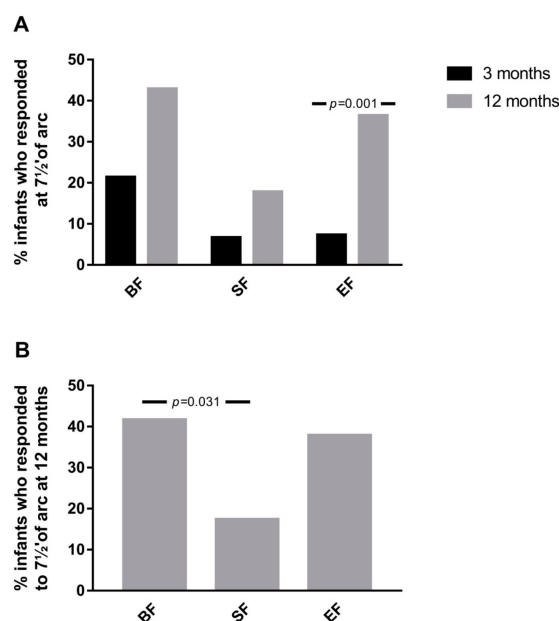 A
% infants who responded
at 7½'of arc
50
40
30
20
10
0
p=0.001
BF
SF
EF
3 months
12 months
B
% infants who responded
to 7½'of arc at 12 months
50
40
30
20
10
0
p=0.031
BF
SF
EF